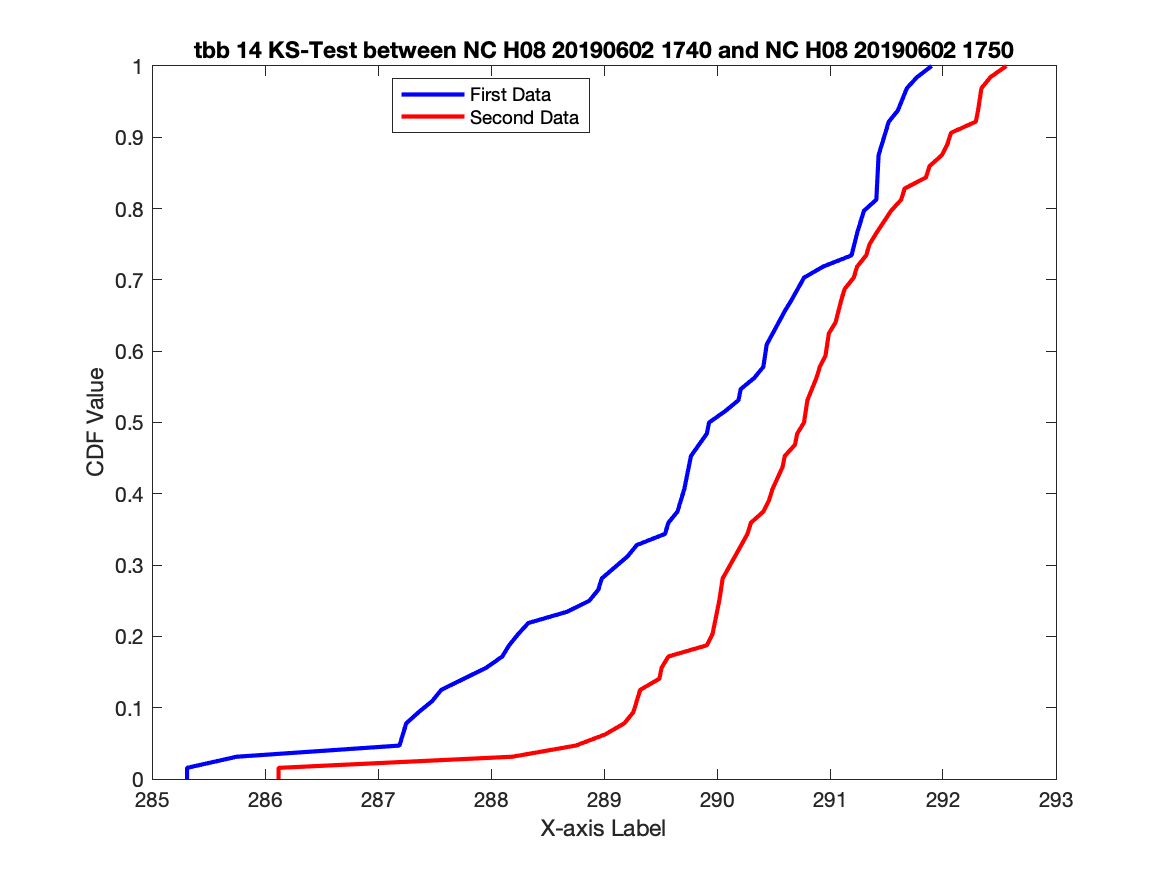 tbb 14 KS-Test between NC H08 20190602 1740 and NC H08 20190602 1750
First Data
Second Data
1
0.9
0.8
0.7
0.6
0.5
0.4
0.3
0.2
0.1
0
CDF Value
285 286 287 288 289 290 291 292 293
X-axis Label